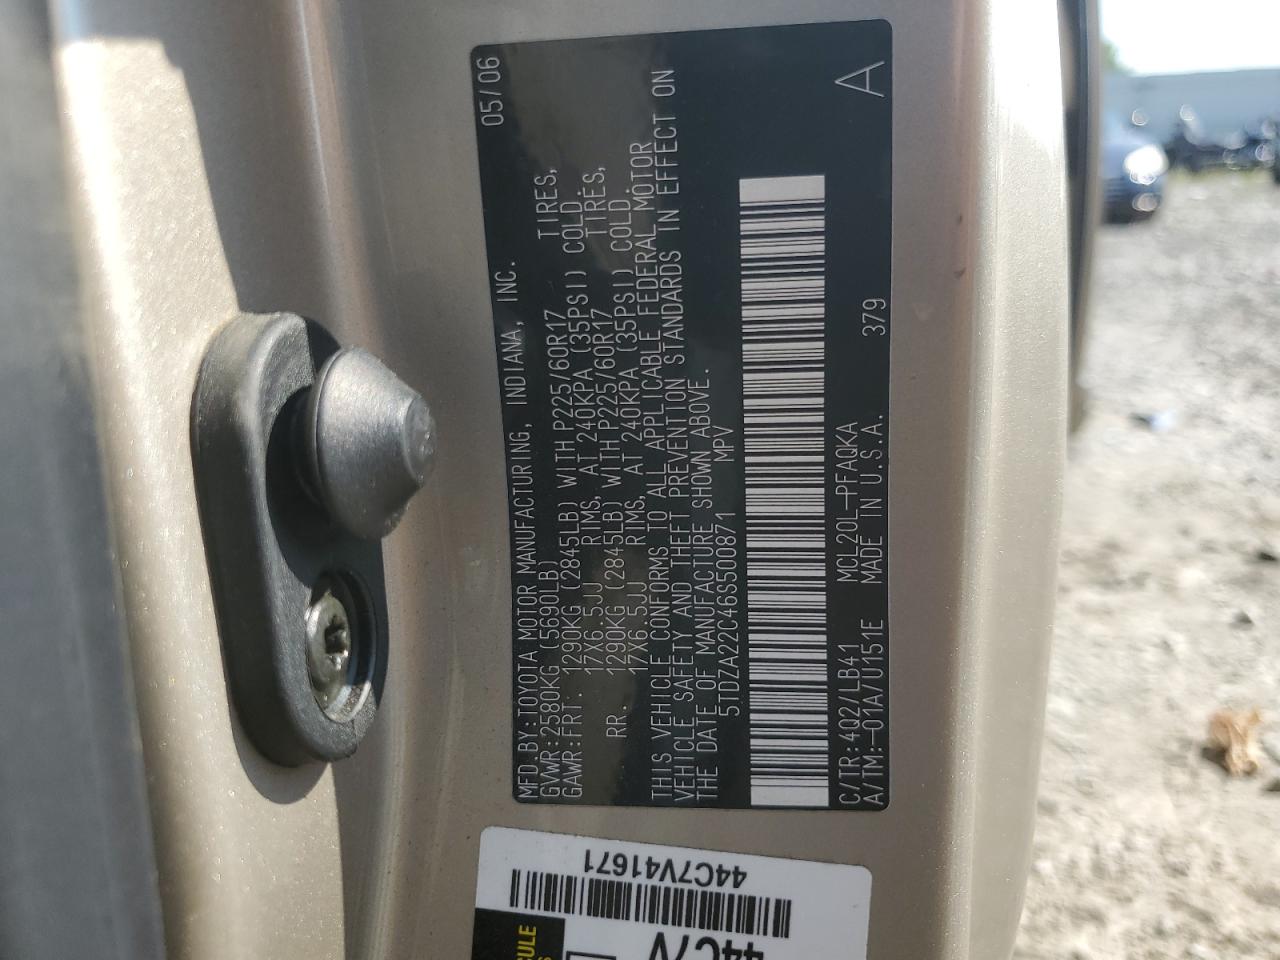 MFD.BY:TOYOTA MOTOR MANUFACTURING, INDIANA, INC. 05/06
GVWR:2580KG (5690LB)
GAWR:FRT. 1290KG (2845LB) WITH P225/60R17 TIRES,
17X6.5JJ RIMS, AT 240KPA (35PSI) COLD.
RR. 1290KG (2845LB) WITH P225/60R17 TIRES,
17X6.5JJ RIMS, AT 240KPA (35PSI) COLD.
THIS VEHICLE CONFORMS TO ALL APPLICABLE FEDERAL MOTOR
VEHICLE SAFETY AND THEFT PREVENTION STANDARDS IN EFFECT ON
THE DATE OF MANUFACTURE SHOWN ABOVE.
5TDZA22C46S500871 MPV
C/TR:4Q2/LB41 MCL20L-PFAQKA 379 A
A/TM:-01A/U151E MADE IN U.S.A.
44C7V41671
44C7V